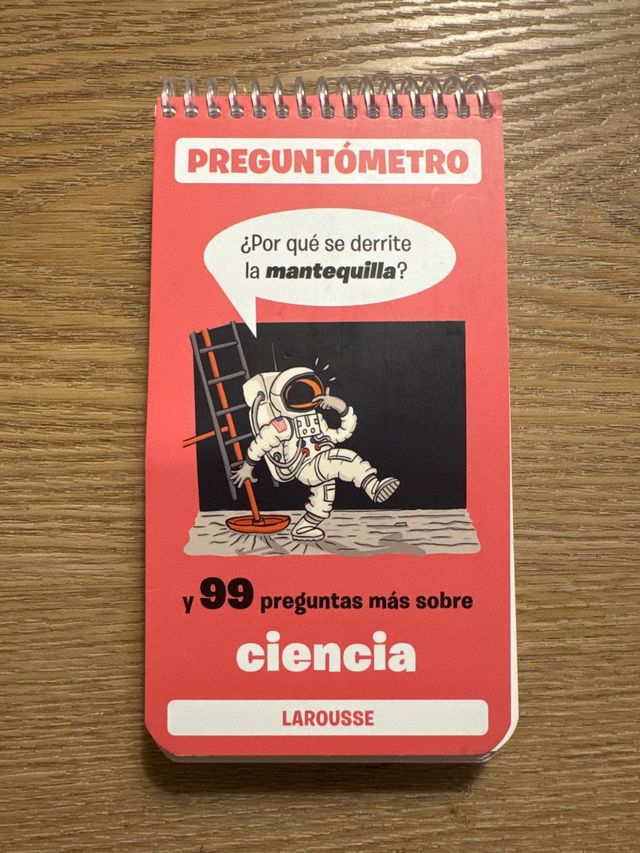 PREGUNTÓMETRO
¿Por qué se derrite
la mantequilla?
y 99 preguntas más sobre
ciencia
LAROUSSE